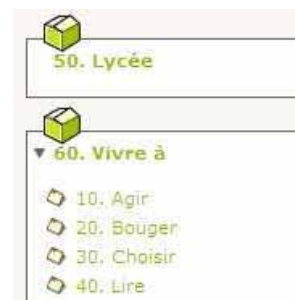 50. Lycée
60. Vivre à
10. Agir
20. Bouger
30. Choisir
40. Lire